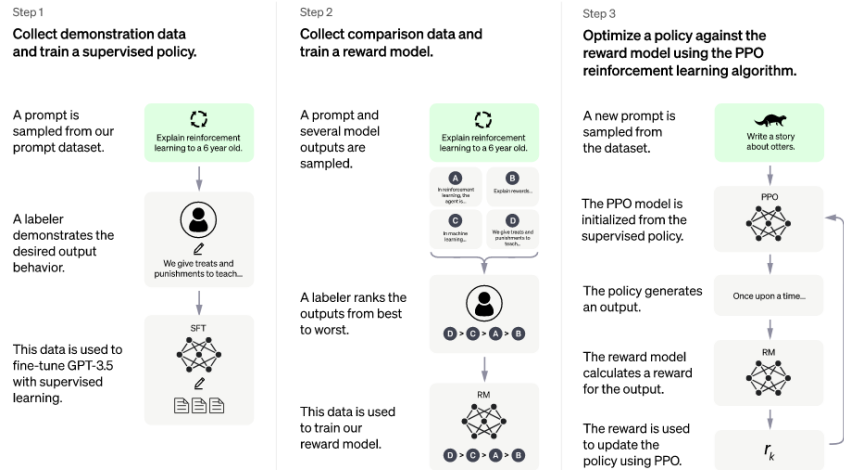 Step 1
Collect demonstration data
and train a supervised policy.
A prompt is
sampled from our
prompt dataset.
Explain reinforcement
learning to a 6 year old.
A labeler
demonstrates the
desired output
behavior.
We give treats and
punishments to teach...
This data is used to
fine-tune GPT-3.5
with supervised
learning.
SFT
Step 2
Collect comparison data and
train a reward model.
A prompt and
several model
outputs are
sampled.
Explain reinforcement
learning to a 6 year old.
A
In reinforcement
learning, the
agent is...
B
Explain rewards...
C
In machine
learning...
D
We give treats and
punishments to
teach...
A labeler ranks the
outputs from best
to worst.
D > C > A > B
This data is used
to train our
reward model.
RM
D > C > A > B
Step 3
Optimize a policy against the
reward model using the PPO
reinforcement learning algorithm.
A new prompt is
sampled from
the dataset.
Write a story
about otters.
The PPO model is
initialized from the
supervised policy.
PPO
The policy generates
an output.
Once upon a time...
The reward model
calculates a reward
for the output.
RM
The reward is used
to update the
policy using PPO.
rk